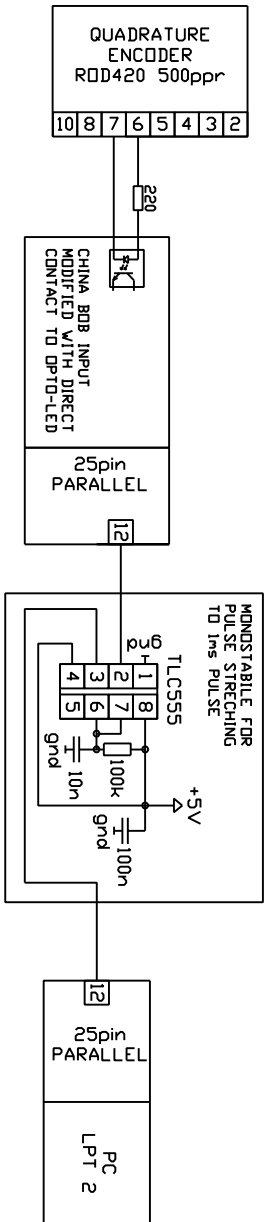 QUADRATURE
ENCODER
ROD420 500ppr
10 8 7 6 5 4 3 2
220
CHINA BOB INPUT
MODIFIED WITH DIRECT
CONTACT TO OPTO-LED
25pin
PARALLEL
12
MONOSTABILE FOR
PULSE STRECHING
TO 1ms PULSE
TLC555
gnd
4 3 2 1
5 6 7 8
100k
10n
gnd
+5V
100n
gnd
12
25pin
PARALLEL
PC
LPT 2